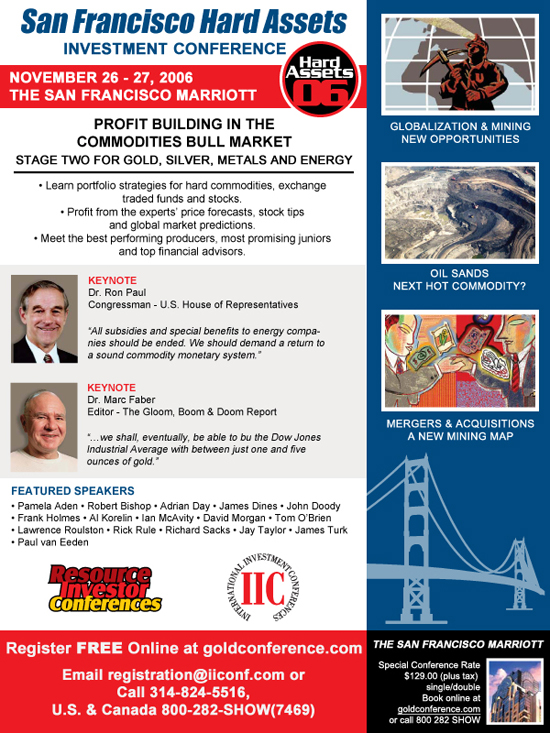 San Francisco Hard Assets
INVESTMENT CONFERENCE
NOVEMBER 26 - 27, 2006
THE SAN FRANCISCO MARRIOTT
Hard
Assets
06
PROFIT BUILDING IN THE
COMMODITIES BULL MARKET
STAGE TWO FOR GOLD, SILVER, METALS AND ENERGY
• Learn portfolio strategies for hard commodities, exchange
traded funds and stocks.
• Profit from the experts' price forecasts, stock tips
and global market predictions.
• Meet the best performing producers, most promising juniors
and top financial advisors.
KEYNOTE
Dr. Ron Paul
Congressman - U.S. House of Representatives
“All subsidies and special benefits to energy compa-
nies should be ended. We should demand a return to
a sound commodity monetary system.”
KEYNOTE
Dr. Marc Faber
Editor - The Gloom, Boom & Doom Report
“...we shall, eventually, be able to bu the Dow Jones
Industrial Average with between just one and five
ounces of gold.”
FEATURED SPEAKERS
• Pamela Aden • Robert Bishop • Adrian Day • James Dines • John Doody
• Frank Holmes • Al Korelin • Ian McAvity • David Morgan • Tom O'Brien
• Lawrence Roulston • Rick Rule • Richard Sacks • Jay Taylor • James Turk
• Paul van Eeden
Resource
Investor
Conferences
INTERNATIONAL INVESTMENT CONFERENCES
IIC
Register FREE Online at goldconference.com
Email registration@iiconf.com or
Call 314-824-5516,
U.S. & Canada 800-282-SHOW(7469)
GLOBALIZATION & MINING
NEW OPPORTUNITIES
OIL SANDS
NEXT HOT COMMODITY?
MERGERS & ACQUISITIONS
A NEW MINING MAP
THE SAN FRANCISCO MARRIOTT
Special Conference Rate
$129.00 (plus tax)
single/double
Book online at
goldconference.com
or call 800 282 SHOW